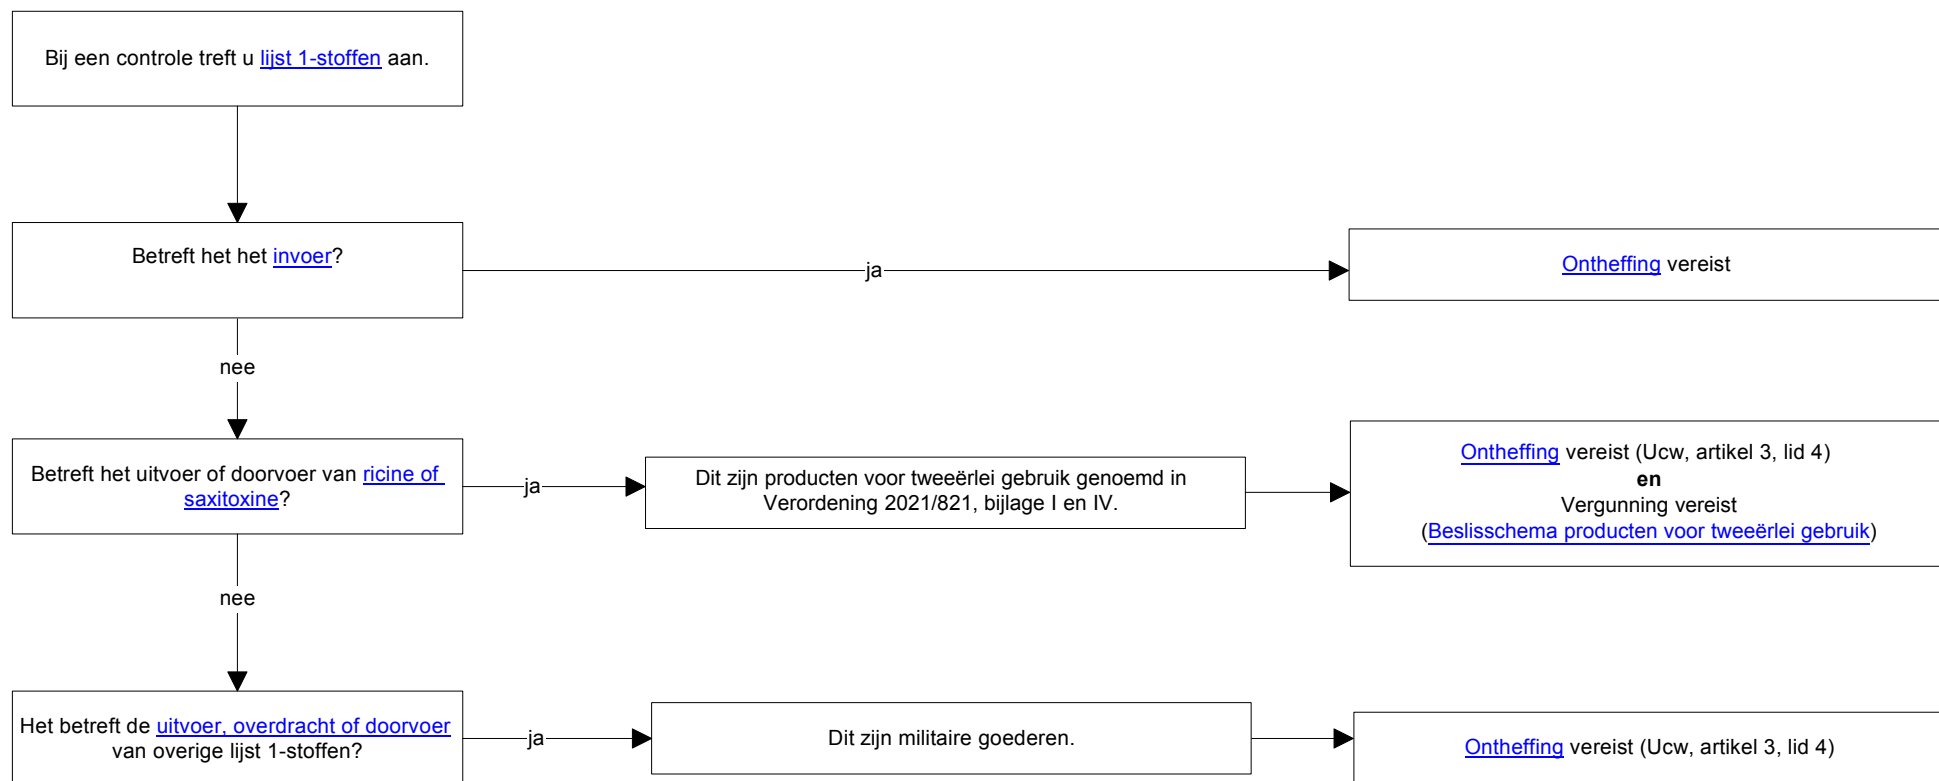 Bij een controle treft u lijst 1-stoffen aan.
Betreft het het invoer?
ja
Ontheffing vereist
nee
Betreft het uitvoer of doorvoer van ricine of
saxitoxine?
ja
Dit zijn producten voor tweeërlei gebruik genoemd in
Verordening 2021/821, bijlage I en IV.
Ontheffing vereist (Ucw, artikel 3, lid 4)
en
Vergunning vereist
(Beslisschema producten voor tweeërlei gebruik)
nee
Het betreft de uitvoer, overdracht of doorvoer
van overige lijst 1-stoffen?
ja
Dit zijn militaire goederen.
Ontheffing vereist (Ucw, artikel 3, lid 4)